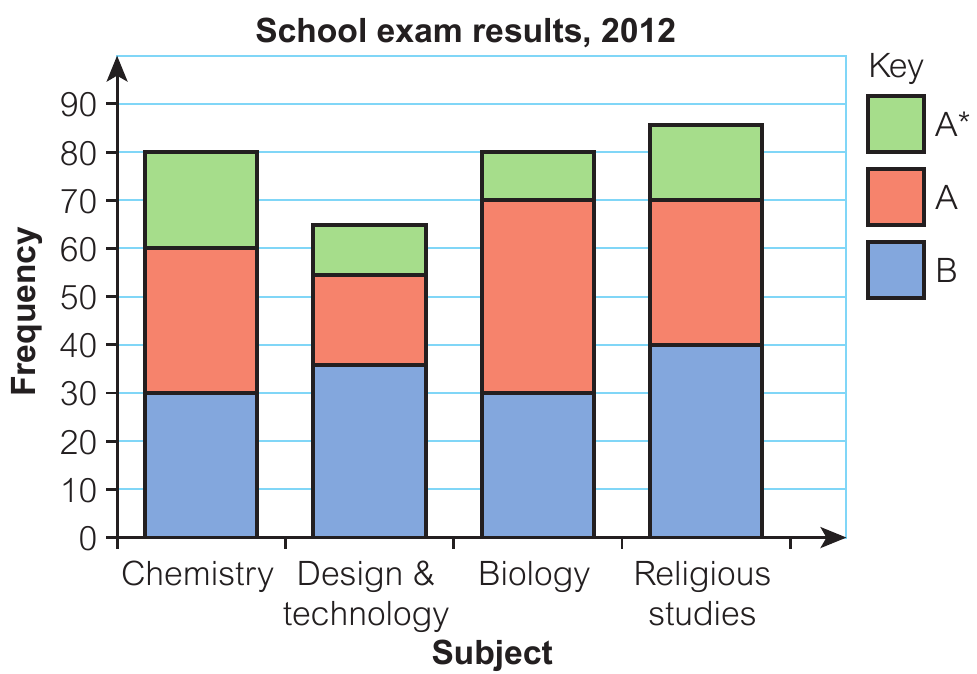 School exam results, 2012
Key
A*
A
B
Frequency
90
80
70
60
50
40
30
20
10
0
Chemistry
Design &
technology
Biology
Religious
studies
Subject